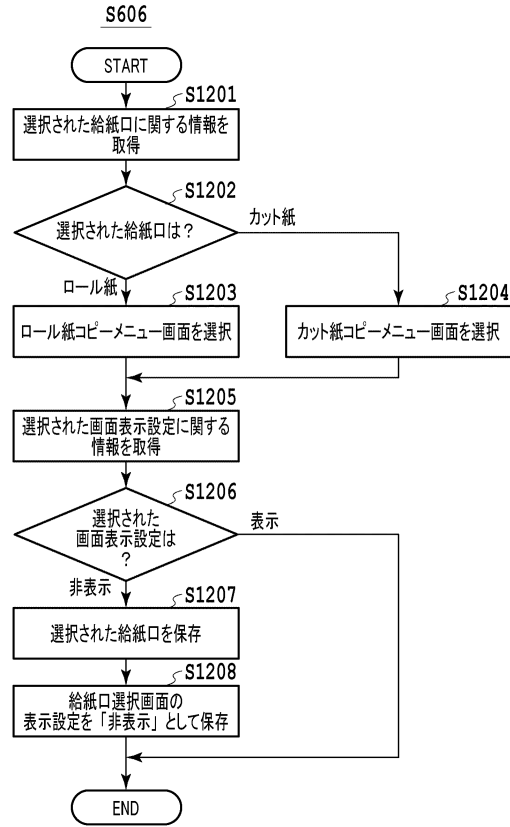 S606
START
S1201
選択された給紙口に関する情報を
取得
S1202
選択された給紙口は？
カット紙
ロール紙
S1203
ロール紙コピーメニュー画面を選択
S1204
カット紙コピーメニュー画面を選択
S1205
選択された画面表示設定に関する
情報を取得
S1206
選択された
画面表示設定は
？
表示
非表示
S1207
選択された給紙口を保存
S1208
給紙口選択画面の
表示設定を「非表示」として保存
END